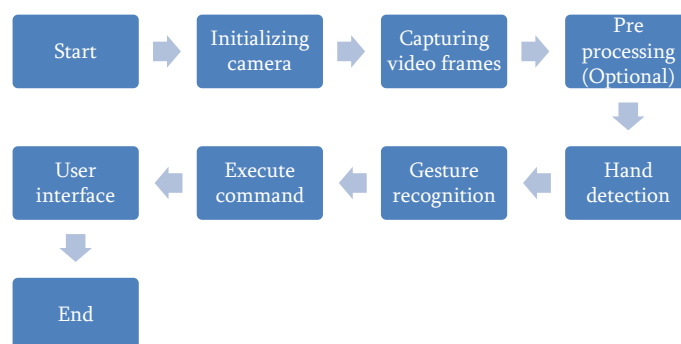 Start
Initializing
camera
Capturing
video frames
Pre
processing
(Optional)
Hand
detection
Gesture
recognition
Execute
command
User
interface
End